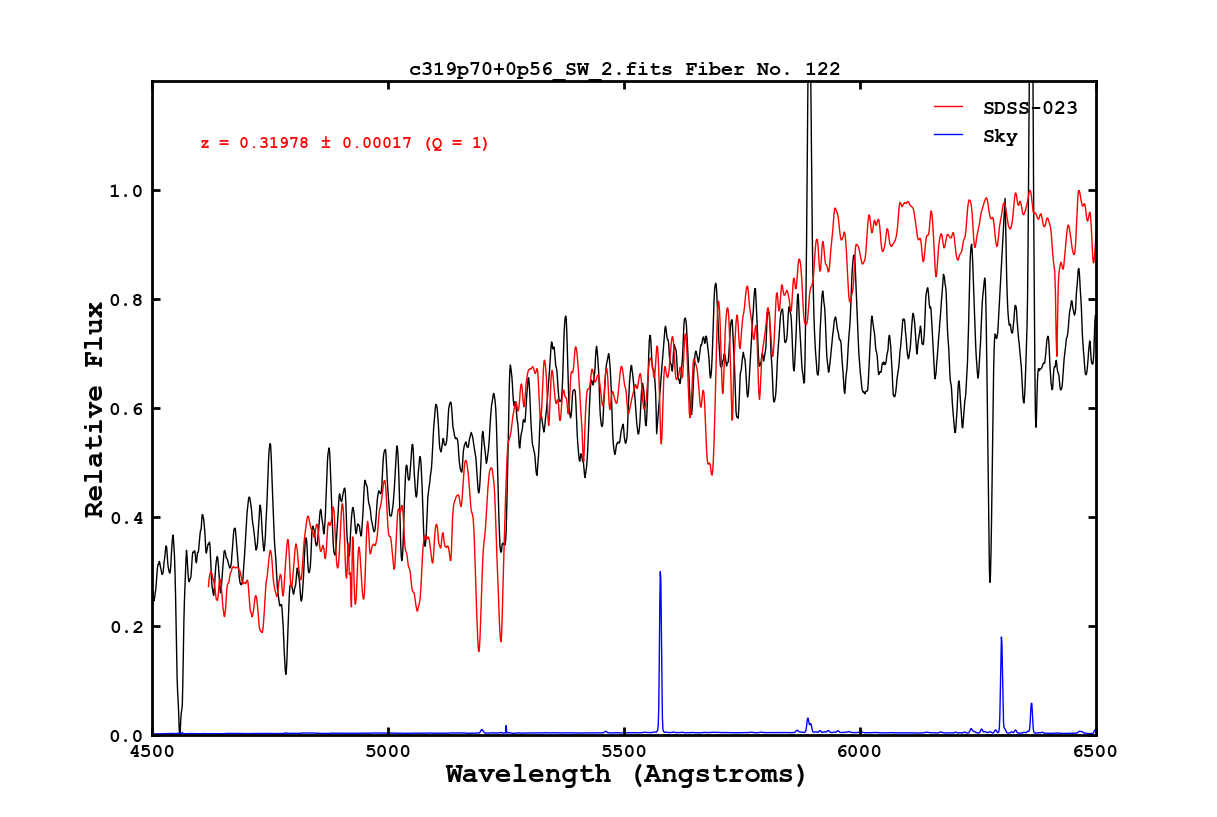 c319p70+0p56_SW_2.fits Fiber No. 122
z = 0.31978 ± 0.00017 (Q = 1)
SDSS-023
Sky
1.0
0.8
0.6
0.4
0.2
0.0
Relative Flux
4500 5000 5500 6000 6500
Wavelength (Angstroms)